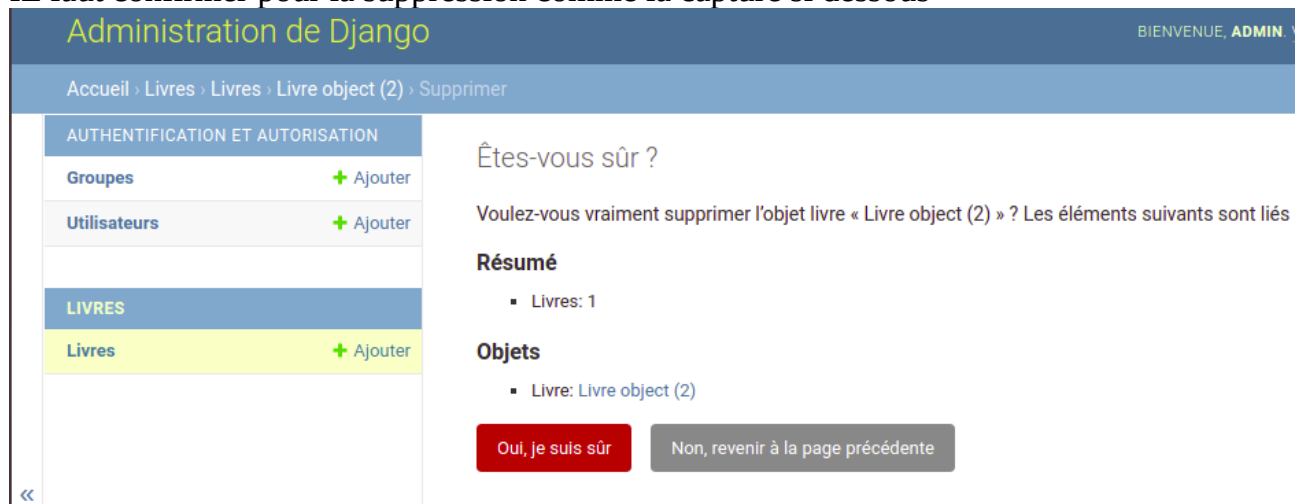 Administration de Django
BIENVENUE, ADMIN.
Accueil › Livres › Livres › Livre object (2) › Supprimer
AUTHENTIFICATION ET AUTORISATION
Groupes + Ajouter
Utilisateurs + Ajouter
LIVRES
Livres + Ajouter
Êtes-vous sûr ?
Voulez-vous vraiment supprimer l’objet livre « Livre object (2) » ? Les éléments suivants sont liés
Résumé
Livres: 1
Objets
Livre: Livre object (2)
Oui, je suis sûr
Non, revenir à la page précédente
«